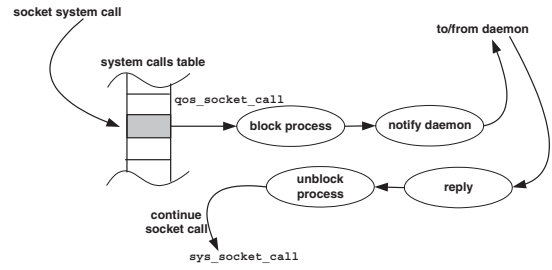 socket system call
to/from daemon
system calls table
qos_socket_call
block process
notify daemon
unblock
process
reply
continue
socket call
sys_socket_call